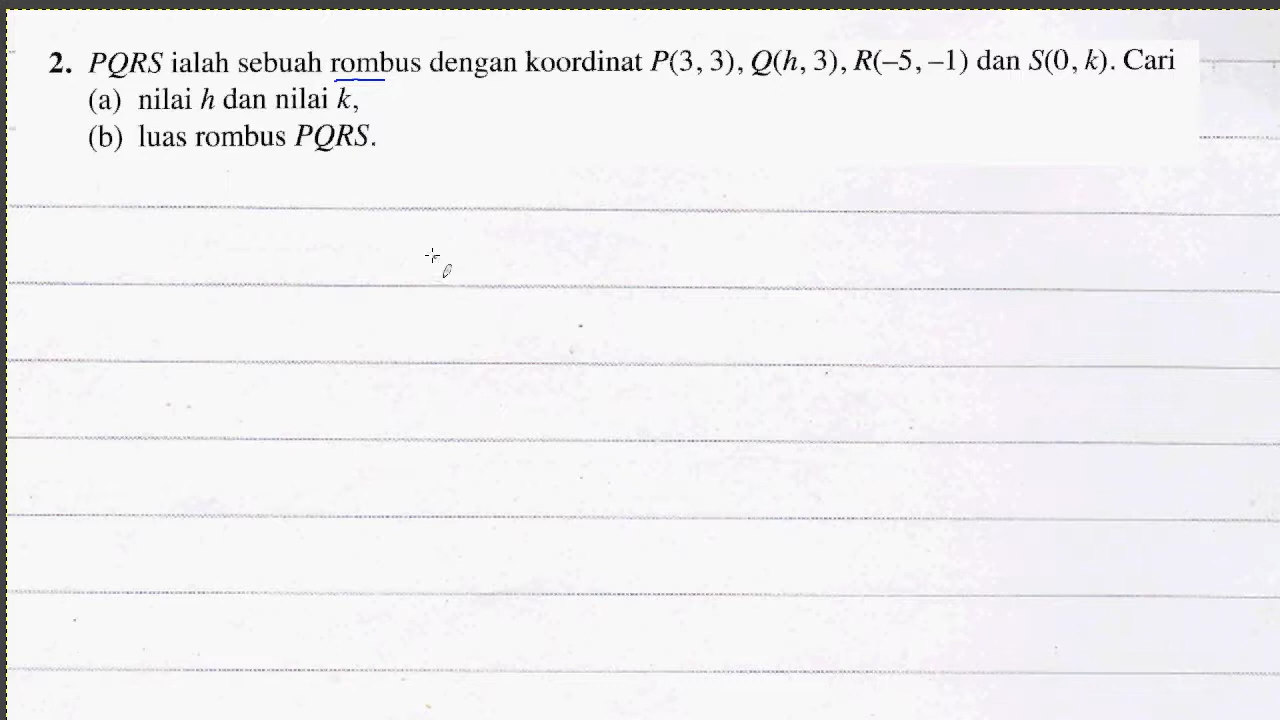 2. PQRS ialah sebuah rombus dengan koordinat P(3, 3), Q(h, 3), R(–5, –1) dan S(0, k). Cari
(a) nilai h dan nilai k,
(b) luas rombus PQRS.